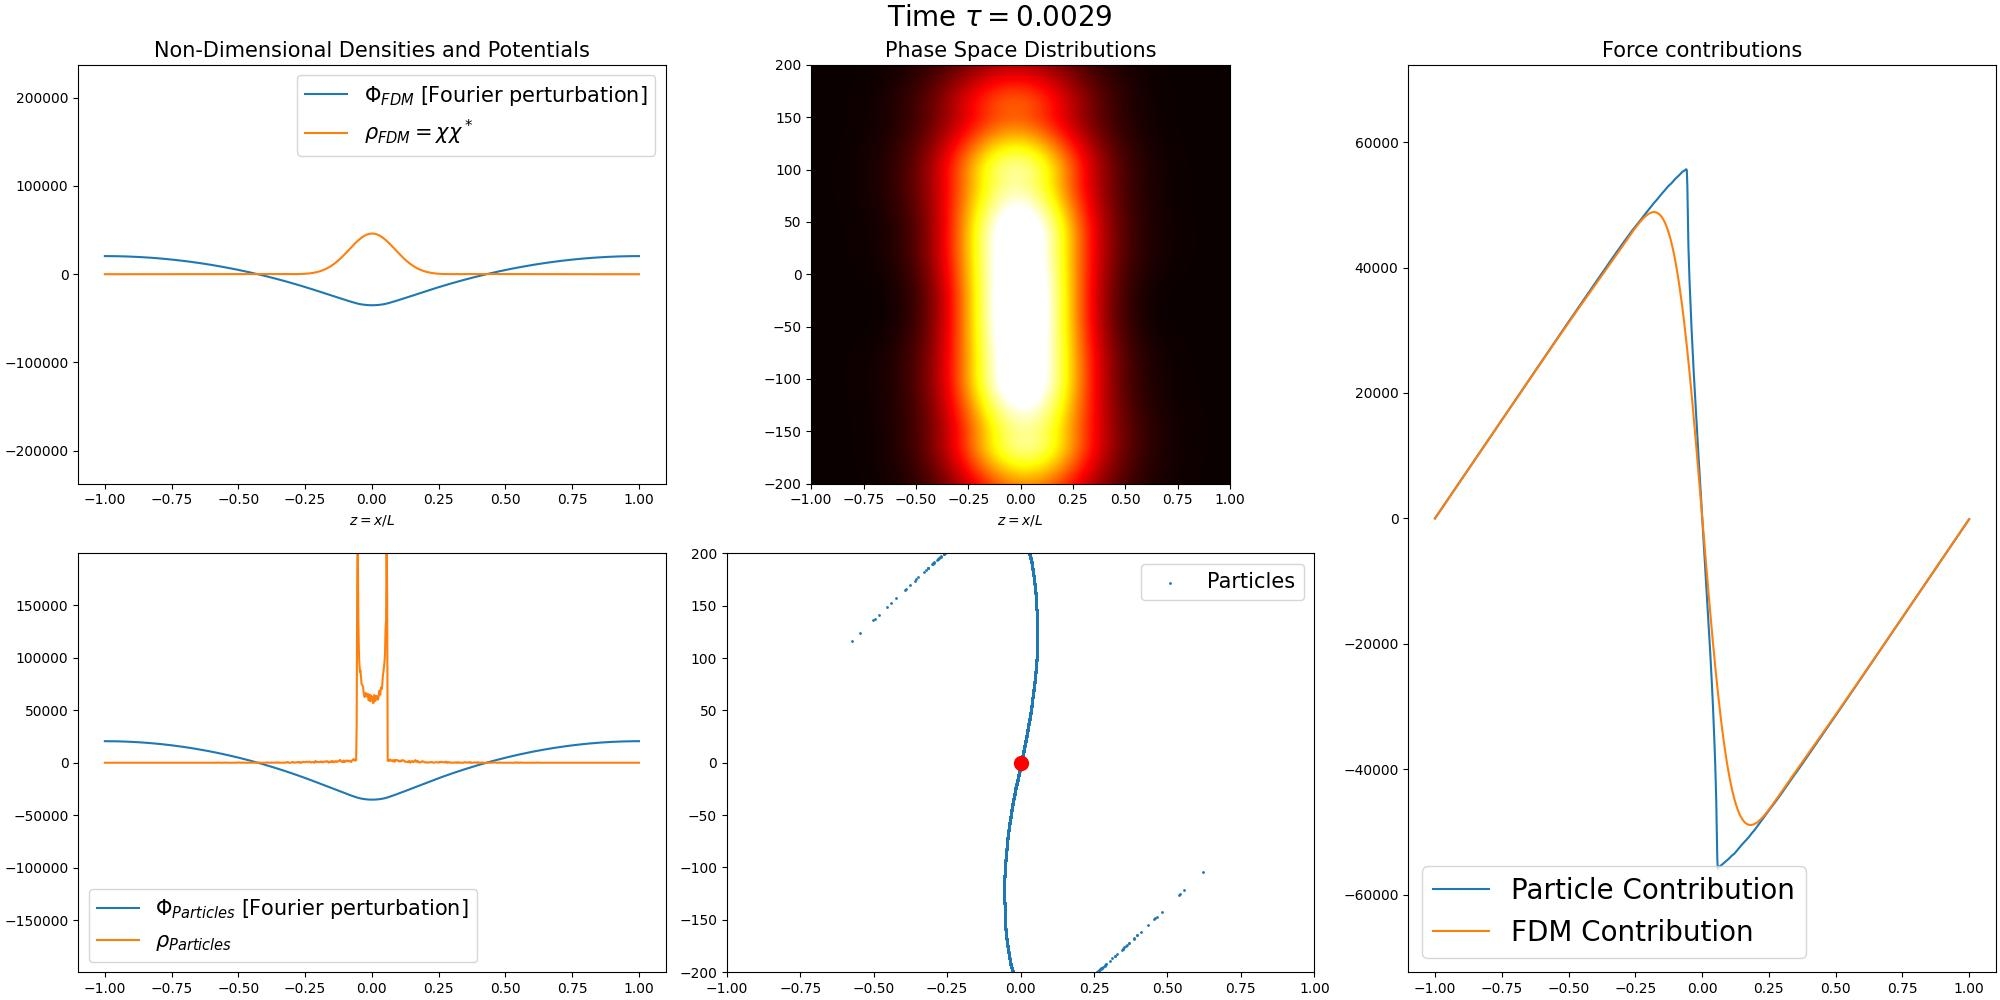 Time τ = 0.0029
Non-Dimensional Densities and Potentials
Φ_FDM [Fourier perturbation]
ρ_FDM = χχ*
200000
100000
0
−100000
−200000
−1.00 −0.75 −0.50 −0.25 0.00 0.25 0.50 0.75 1.00
z = x/L
Phase Space Distributions
200
150
100
50
0
−50
−100
−150
−200
−1.00 −0.75 −0.50 −0.25 0.00 0.25 0.50 0.75 1.00
z = x/L
Force contributions
60000
40000
20000
0
−20000
−40000
−60000
Particle Contribution
FDM Contribution
−1.00 −0.75 −0.50 −0.25 0.00 0.25 0.50 0.75 1.00
150000
100000
50000
0
−50000
−100000
−150000
Φ_Particles [Fourier perturbation]
ρ_Particles
−1.00 −0.75 −0.50 −0.25 0.00 0.25 0.50 0.75 1.00
Particles
200
150
100
50
0
−50
−100
−150
−200
−1.00 −0.75 −0.50 −0.25 0.00 0.25 0.50 0.75 1.00